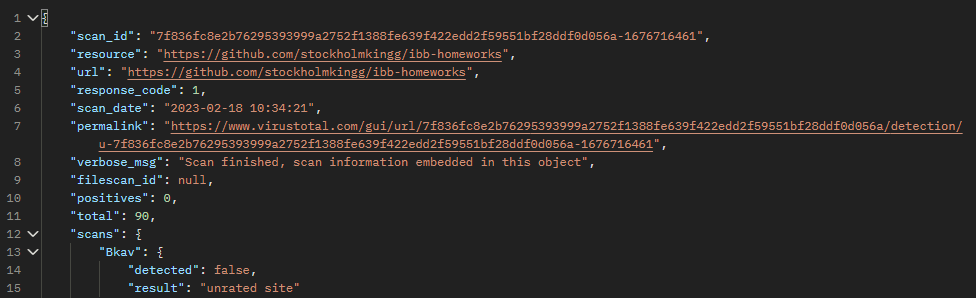 1 {
2 "scan_id": "7f836fc8e2b76295393999a2752f1388fe639f422edd2f59551bf28ddf0d056a-1676716461",
3 "resource": "https://github.com/stockholmkingg/ibb-homeworks",
4 "url": "https://github.com/stockholmkingg/ibb-homeworks",
5 "response_code": 1,
6 "scan_date": "2023-02-18 10:34:21",
7 "permalink": "https://www.virustotal.com/gui/url/7f836fc8e2b76295393999a2752f1388fe639f422edd2f59551bf28ddf0d056a/detection/
u-7f836fc8e2b76295393999a2752f1388fe639f422edd2f59551bf28ddf0d056a-1676716461",
8 "verbose_msg": "Scan finished, scan information embedded in this object",
9 "filescan_id": null,
10 "positives": 0,
11 "total": 90,
12 "scans": {
13 "Bkav": {
14 "detected": false,
15 "result": "unrated site"